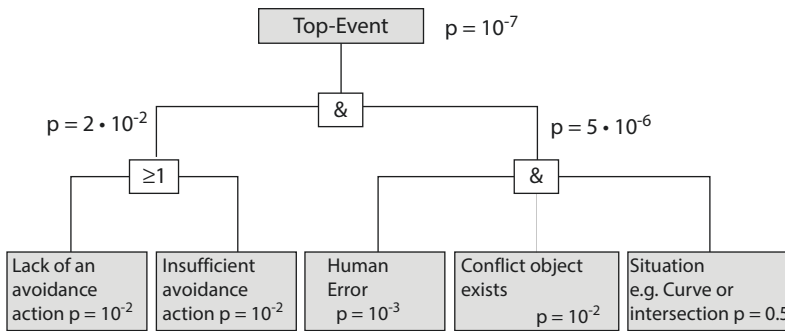 Top-Event
p = 10⁻⁷
&
p = 2 • 10⁻²
p = 5 • 10⁻⁶
≥1
&
Lack of an
avoidance
action p = 10⁻²
Insufficient
avoidance
action p = 10⁻²
Human
Error
p = 10⁻³
Conflict object
exists
p = 10⁻²
Situation
e.g. Curve or
intersection p = 0.5